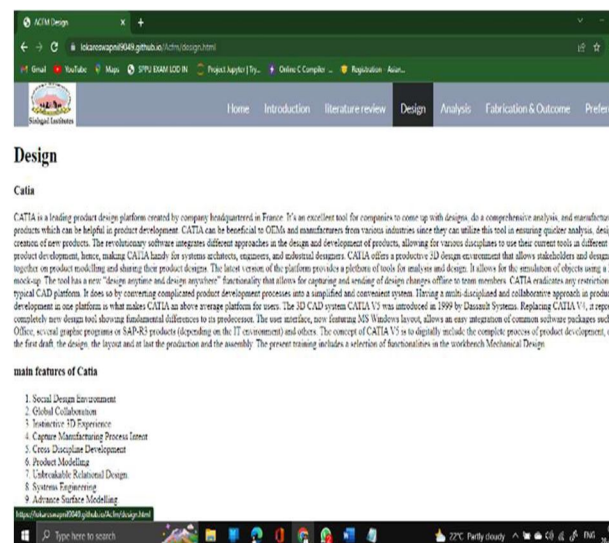 ACFM Design
lokareswapnil9049.github.io/Acfm/design.html
Gmail YouTube Maps SPPU EXAM LOG IN Project Jupyter | Try... Online C Compiler ... Registration - Asian...
Sinhgad Institutes
Home Introduction literature review Design Analysis Fabrication & Outcome Prefer
Design
Catia
CATIA is a leading product design platform created by company headquartered in France. It's an excellent tool for companies to come up with designs, do a comprehensive analysis, and manufactur
products which can be helpful in product development. CATIA can be beneficial to OEMs and manufacturers from various industries since they can utilize this tool in ensuring quicker analysis, desig
creation of new products. The revolutionary software integrates different approaches in the design and development of products, allowing for various disciplines to use their current tools in different
product development, hence, making CATIA handy for systems architects, engineers, and industrial designers. CATIA offers a productive 3D design environment that allows stakeholders and design
together on product modelling and sharing their product designs. The latest version of the platform provides a plethora of tools for analysis and design. It allows for the simulation of objects using a
mock-up. The tool has a new "design anytime and design anywhere" functionality that allows for capturing and sending of design changes offline to team members. CATIA eradicates any restriction
typical CAD platform. It does so by converting complicated product development processes into a simplified and convenient system. Having a multi-disciplined and collaborative approach in produc
development in one platform is what makes CATIA an above average platform for users. The 3D CAD system CATIA V5 was introduced in 1999 by Dassault Systems. Replacing CATIA V4, it repres
completely new design tool showing fundamental differences to its predecessor. The user interface, now featuring MS Windows layout, allows an easy integration of common software packages such
Office, several graphic programs or SAP-R3 products (depending on the IT environment) and others. The concept of CATIA V5 is to digitally include the complete process of product development, c
the first draft, the design, the layout and at last the production and the assembly. The present training includes a selection of functionalities in the workbench Mechanical Design.
main features of Catia
1. Social Design Environment
2. Global Collaboration
3. Instinctive 3D Experience
4. Capture Manufacturing Process Intent
5. Cross Discipline Development
6. Product Modelling
7. Unbreakable Relational Design.
8. Systems Engineering
9. Advance Surface Modelling
https://lokareswapnil9049.github.io/Acfm/design.html
Type here to search 22°C Partly cloudy ENG